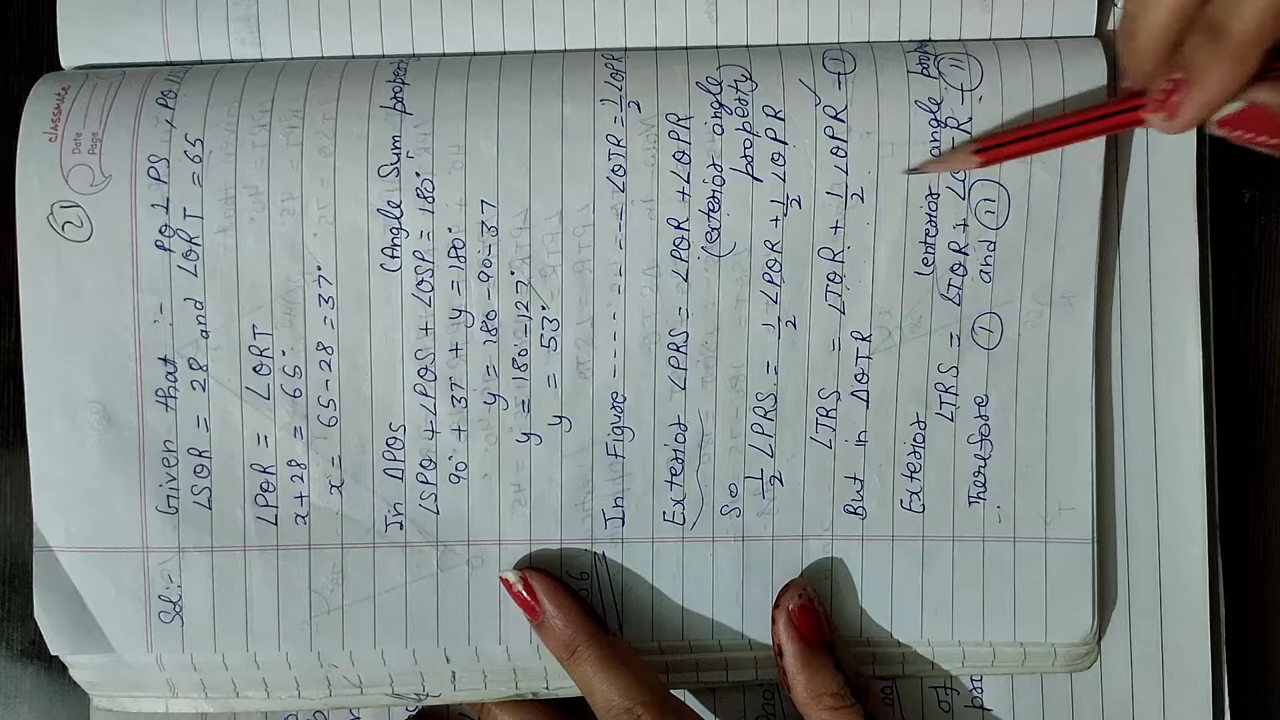 classmate
Date
Page
(21)
Sol:- Given that :- PQ ⊥ PS, PQ ||
∠SQR = 28 and ∠QRT = 65
∠PQR = ∠QRT
x + 28 = 65°
x = 65 - 28 = 37°
In ΔPQS (Angle Sum
∠SPQ + ∠PQS + ∠QSP = 180°
90° + 37° + y = 180°
y = 180 - 90 - 37
y = 180° - 127°
y = 53°
In Figure ------- ∠QTR = 1/2 ∠QPR
Exterior ∠PRS = ∠PQR + ∠QPR
(exterior angle
So property)
1/2 ∠PRS = 1/2 ∠PQR + 1/2 ∠QPR
∠TRS = ∠TQR + 1/2 ∠QPR - (I)
But in ΔQTR
Exterior (exterior angle
∠TRS = ∠TQR + R - (II)
∴ Therefore (I) and (II)